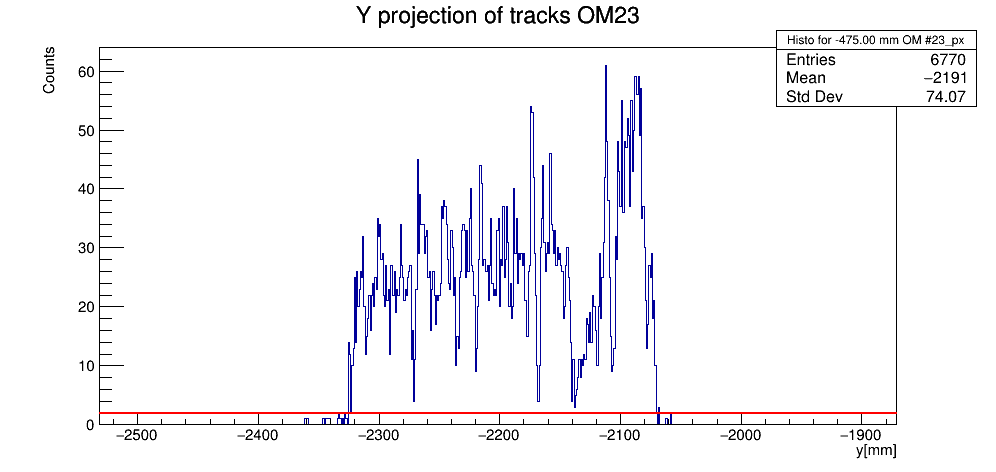 Y projection of tracks OM23
Histo for -475.00 mm OM #23_px
Entries 6770
Mean −2191
Std Dev 74.07
Counts
60
50
40
30
20
10
0
−2500 −2400 −2300 −2200 −2100 −2000 −1900
y[mm]